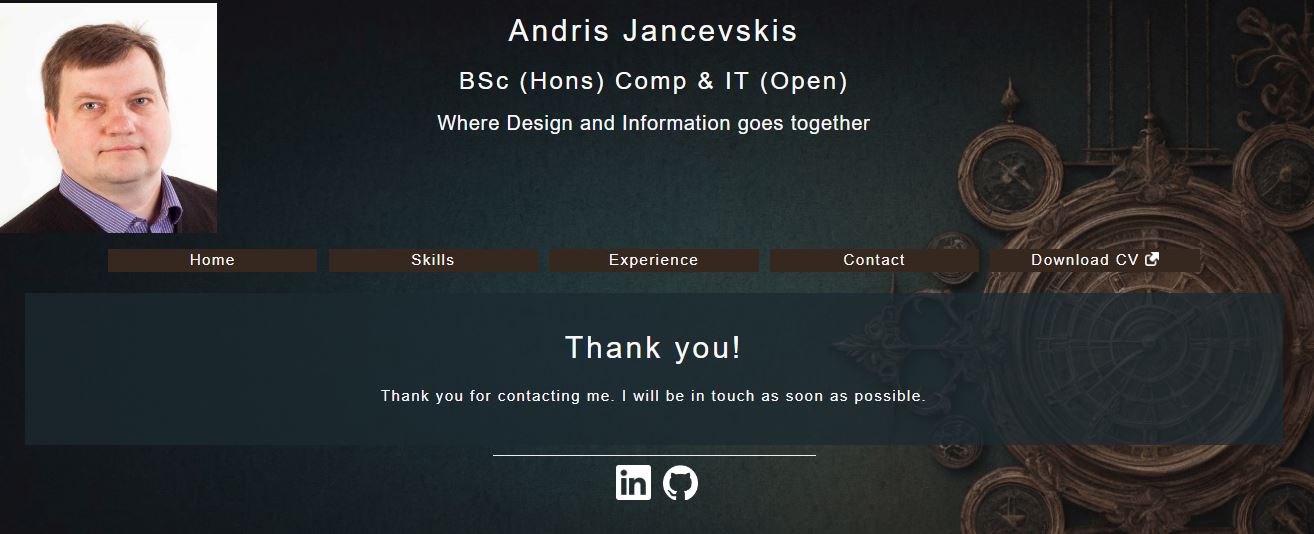 Andris Jancevskis
BSc (Hons) Comp & IT (Open)
Where Design and Information goes together
Home
Skills
Experience
Contact
Download CV
Thank you!
Thank you for contacting me. I will be in touch as soon as possible.
in